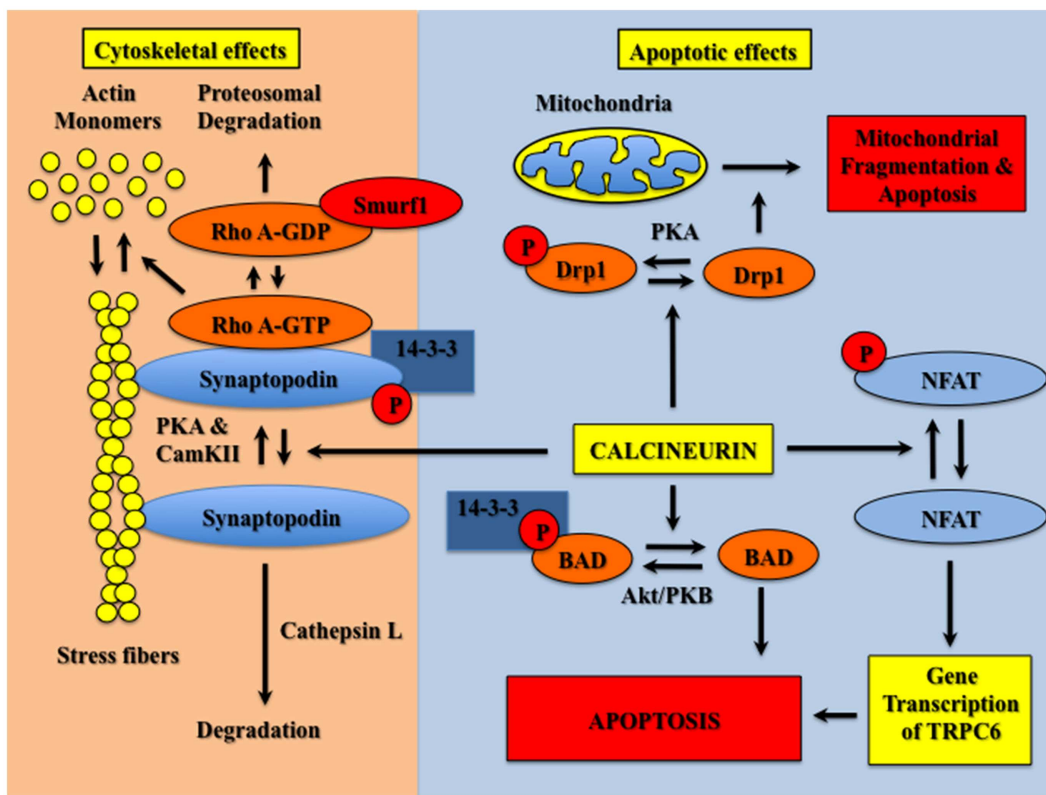 Cytoskeletal effects
Actin
Monomers
Proteosomal
Degradation
Smurf1
Rho A-GDP
Rho A-GTP
14-3-3
Synaptopodin
P
PKA &
CamKII
Synaptopodin
Cathepsin L
Stress fibers
Degradation
Apoptotic effects
Mitochondria
Mitochondrial
Fragmentation &
Apoptosis
P
Drp1
PKA
Drp1
P
NFAT
CALCINEURIN
NFAT
14-3-3
P
BAD
BAD
Akt/PKB
Gene
Transcription
of TRPC6
APOPTOSIS